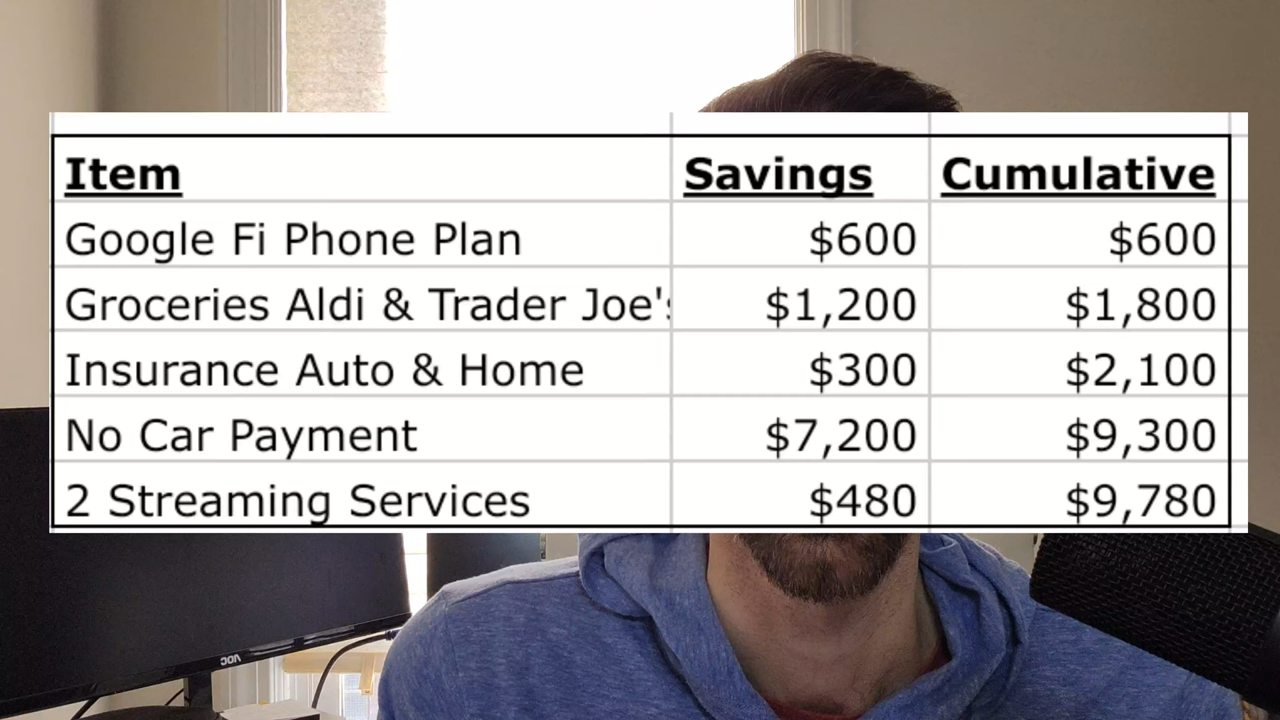 Item Savings Cumulative
Google Fi Phone Plan $600 $600
Groceries Aldi & Trader Joe's $1,200 $1,800
Insurance Auto & Home $300 $2,100
No Car Payment $7,200 $9,300
2 Streaming Services $480 $9,780
AOC